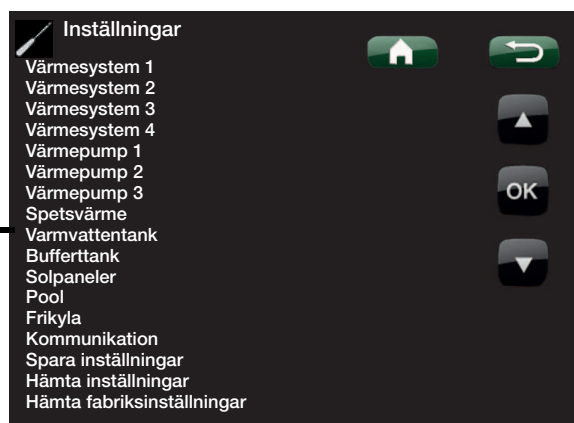 Inställningar
Värmesystem 1
Värmesystem 2
Värmesystem 3
Värmesystem 4
Värmepump 1
Värmepump 2
Värmepump 3
Spetsvärme
Varmvattentank
Bufferttank
Solpaneler
Pool
Frikyla
Kommunikation
Spara inställningar
Hämta inställningar
Hämta fabriksinställningar
OK